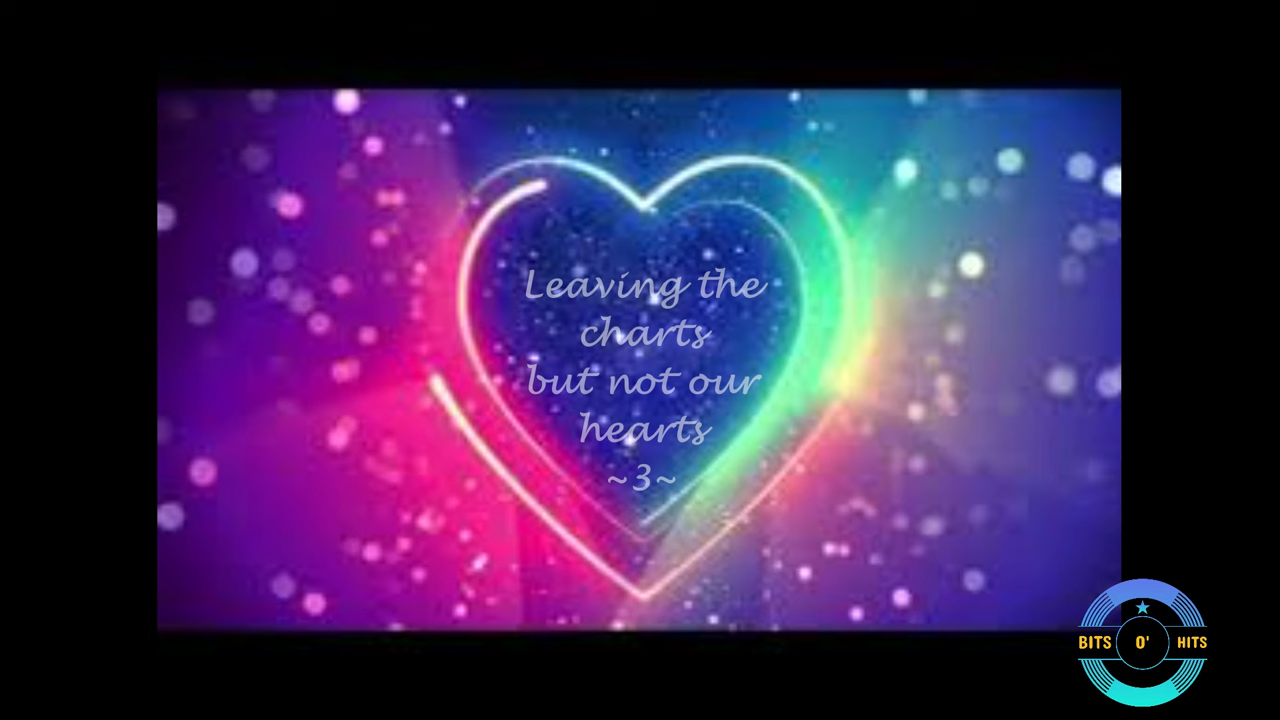 Leaving the
charts
but not our
hearts
~3~
BITS O' HITS